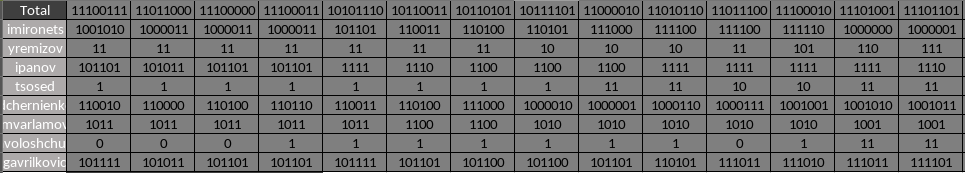 Total 11100111 11011000 11100000 11100011 10101110 10110011 10110101 10111101 11000010 11010110 11011100 11100010 11101001 11101101
imironets 1001010 1000011 1000011 1000011 101101 110011 110100 110101 111000 111100 111100 111110 1000000 1000001
yremizov 11 11 11 11 11 11 11 10 10 10 11 101 110 111
ipanov 101101 101011 101101 101101 1111 1110 1100 1100 1100 1111 1111 1111 1111 1110
tsosed 1 1 1 1 1 1 1 1 11 11 10 10 11 11
lchernienk 110010 110000 110100 110110 110011 110100 111000 1000010 1000001 1000110 1000111 1001001 1001010 1001011
mvarlamov 1011 1011 1011 1011 1011 1100 1100 1010 1010 1010 1010 1010 1001 1001
voloshchu 0 0 0 1 1 1 1 1 1 1 0 1 11 11
gavrilkovic 101111 101011 101101 101101 101111 101101 101100 101100 101101 110101 111011 111010 111011 111101